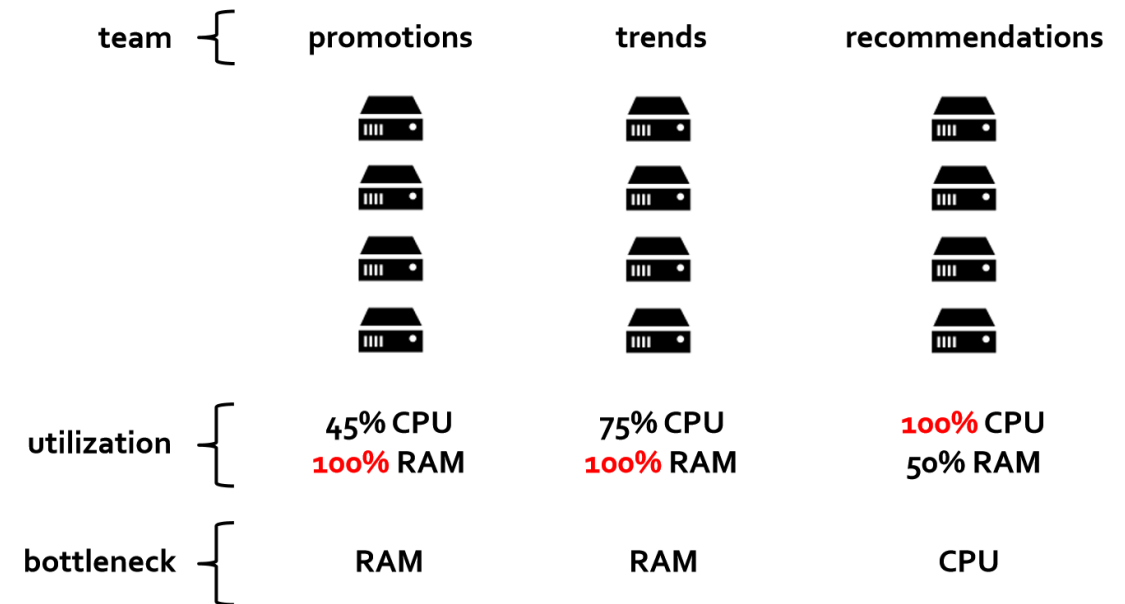 team promotions trends recommendations
utilization
45% CPU 75% CPU 100% CPU
100% RAM 100% RAM 50% RAM
bottleneck RAM RAM CPU